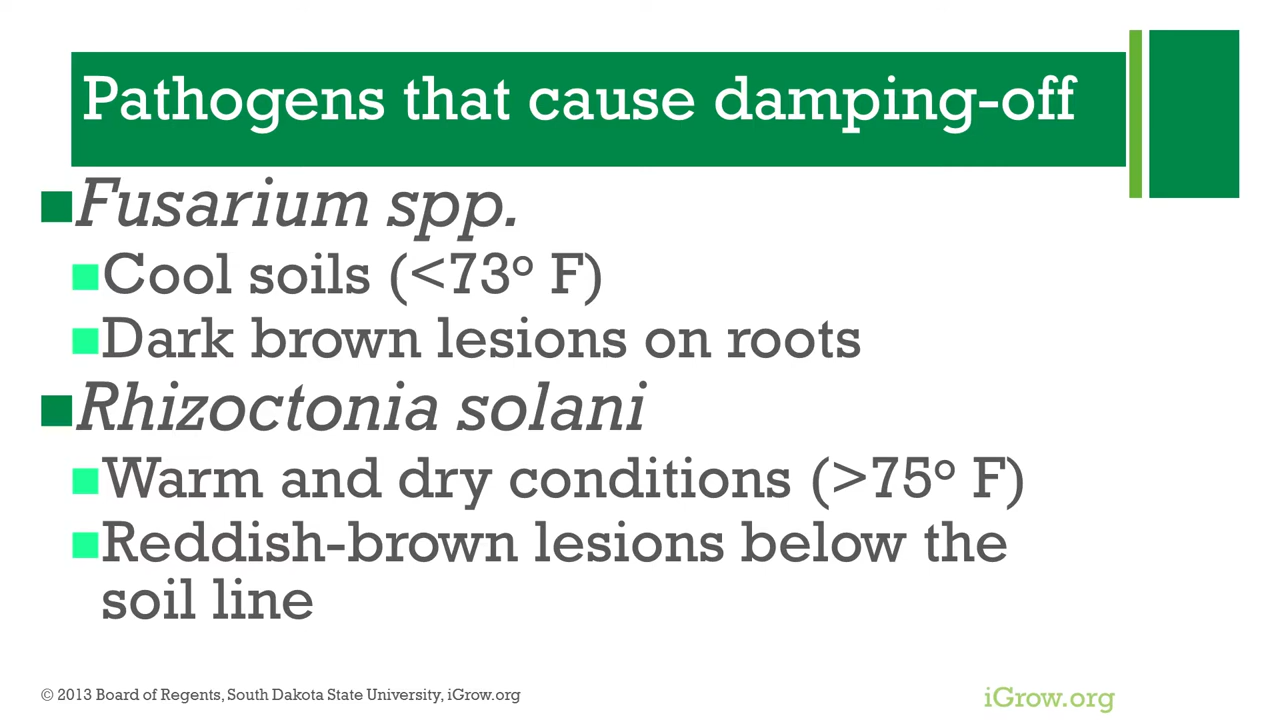 Pathogens that cause damping-off
Fusarium spp.
Cool soils (<73° F)
Dark brown lesions on roots
Rhizoctonia solani
Warm and dry conditions (>75° F)
Reddish-brown lesions below the
soil line
© 2013 Board of Regents, South Dakota State University, iGrow.org
iGrow.org